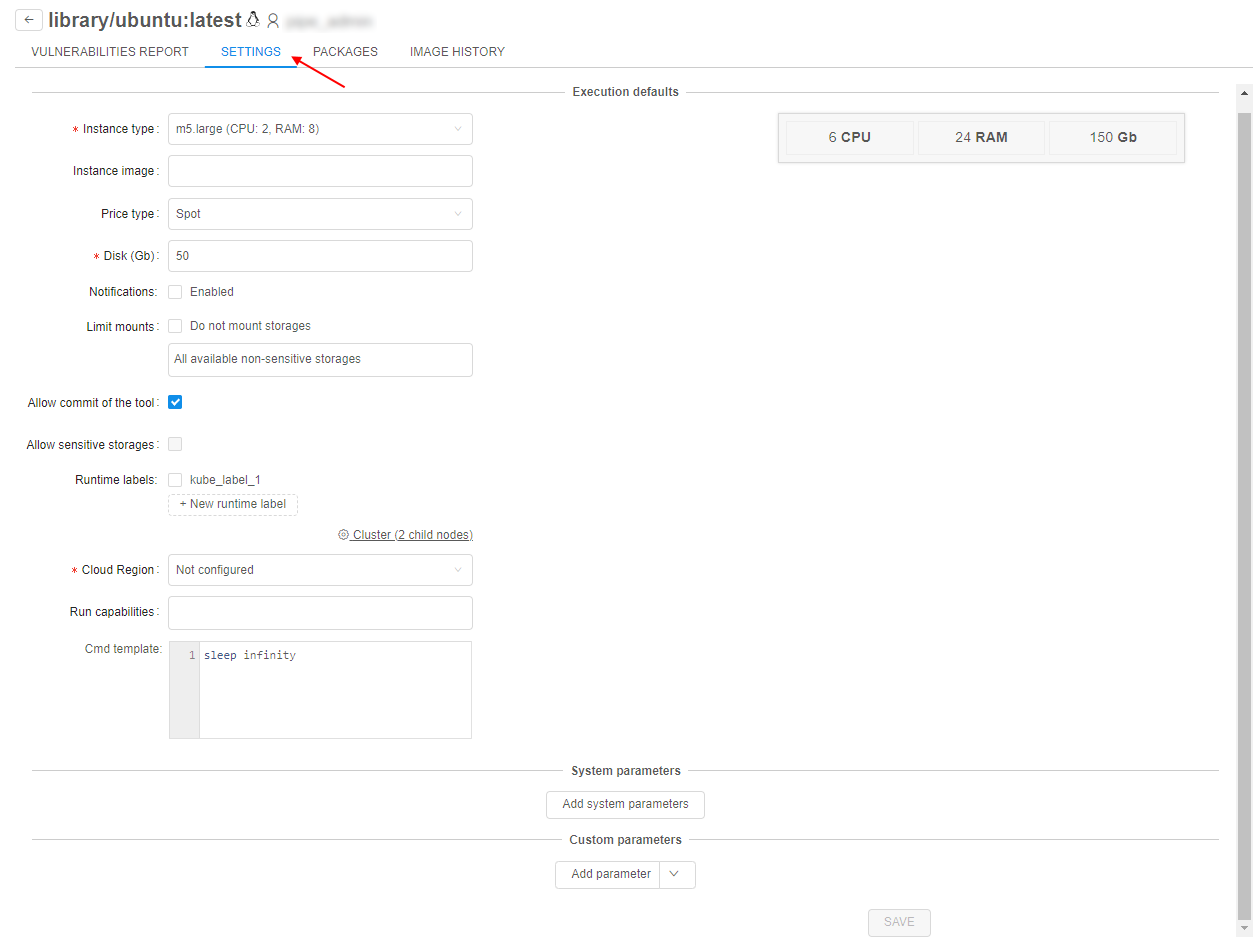 library/ubuntu:latest
VULNERABILITIES REPORT SETTINGS PACKAGES IMAGE HISTORY
Execution defaults
* Instance type: m5.large (CPU: 2, RAM: 8)
6 CPU 24 RAM 150 Gb
Instance image:
Price type: Spot
* Disk (Gb): 50
Notifications: Enabled
Limit mounts: Do not mount storages
All available non-sensitive storages
Allow commit of the tool:
Allow sensitive storages:
Runtime labels: kube_label_1
+ New runtime label
Cluster (2 child nodes)
* Cloud Region: Not configured
Run capabilities:
Cmd template: 1 sleep infinity
System parameters
Add system parameters
Custom parameters
Add parameter
SAVE